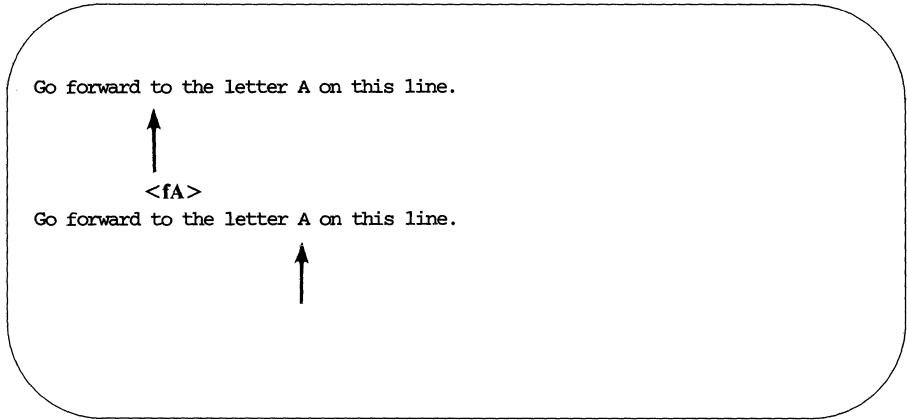 Go forward to the letter A on this line.
<fA>
Go forward to the letter A on this line.